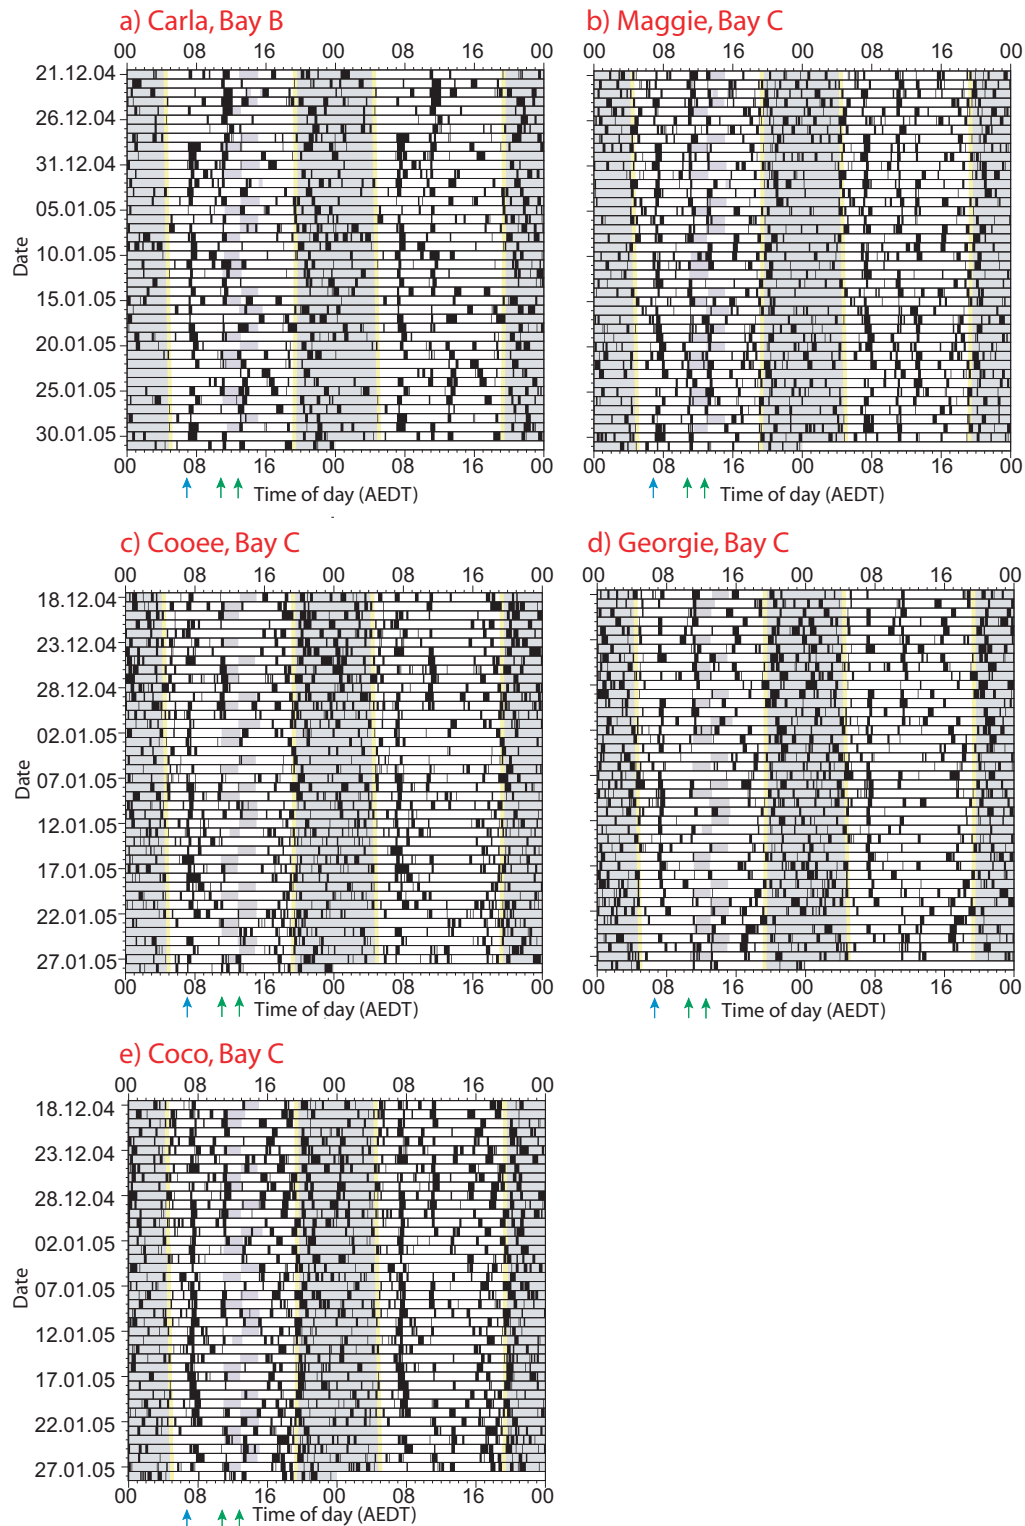 a) Carla, Bay B
00 08 16 00 08 16 00
21.12.04
26.12.04
31.12.04
05.01.05
10.01.05
15.01.05
20.01.05
25.01.05
30.01.05
Date
00 08 16 00 08 16 00
Time of day (AEDT)
b) Maggie, Bay C
00 08 16 00 08 16 00
00 08 16 00 08 16 00
Time of day (AEDT)
c) Cooee, Bay C
00 08 16 00 08 16 00
18.12.04
23.12.04
28.12.04
02.01.05
07.01.05
12.01.05
17.01.05
22.01.05
27.01.05
Date
00 08 16 00 08 16 00
Time of day (AEDT)
d) Georgie, Bay C
00 08 16 00 08 16 00
00 08 16 00 08 16 00
Time of day (AEDT)
e) Coco, Bay C
00 08 16 00 08 16 00
18.12.04
23.12.04
28.12.04
02.01.05
07.01.05
12.01.05
17.01.05
22.01.05
27.01.05
Date
00 08 16 00 08 16 00
Time of day (AEDT)